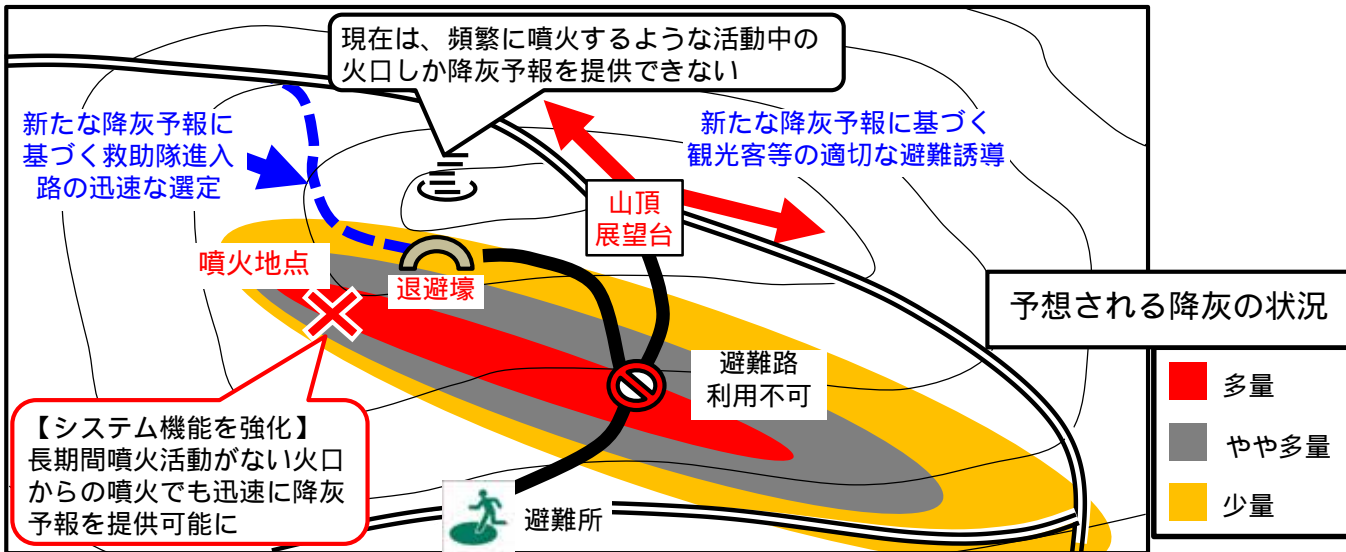 現在は、頻繁に噴火するような活動中の
火口しか降灰予報を提供できない
新たな降灰予報に
基づく救助隊進入
路の迅速な選定
新たな降灰予報に基づく
観光客等の適切な避難誘導
山頂
展望台
噴火地点
退避壕
予想される降灰の状況
避難路
利用不可
多量
やや多量
少量
【システム機能を強化】
長期間噴火活動がない火口
からの噴火でも迅速に降灰
予報を提供可能に
避難所